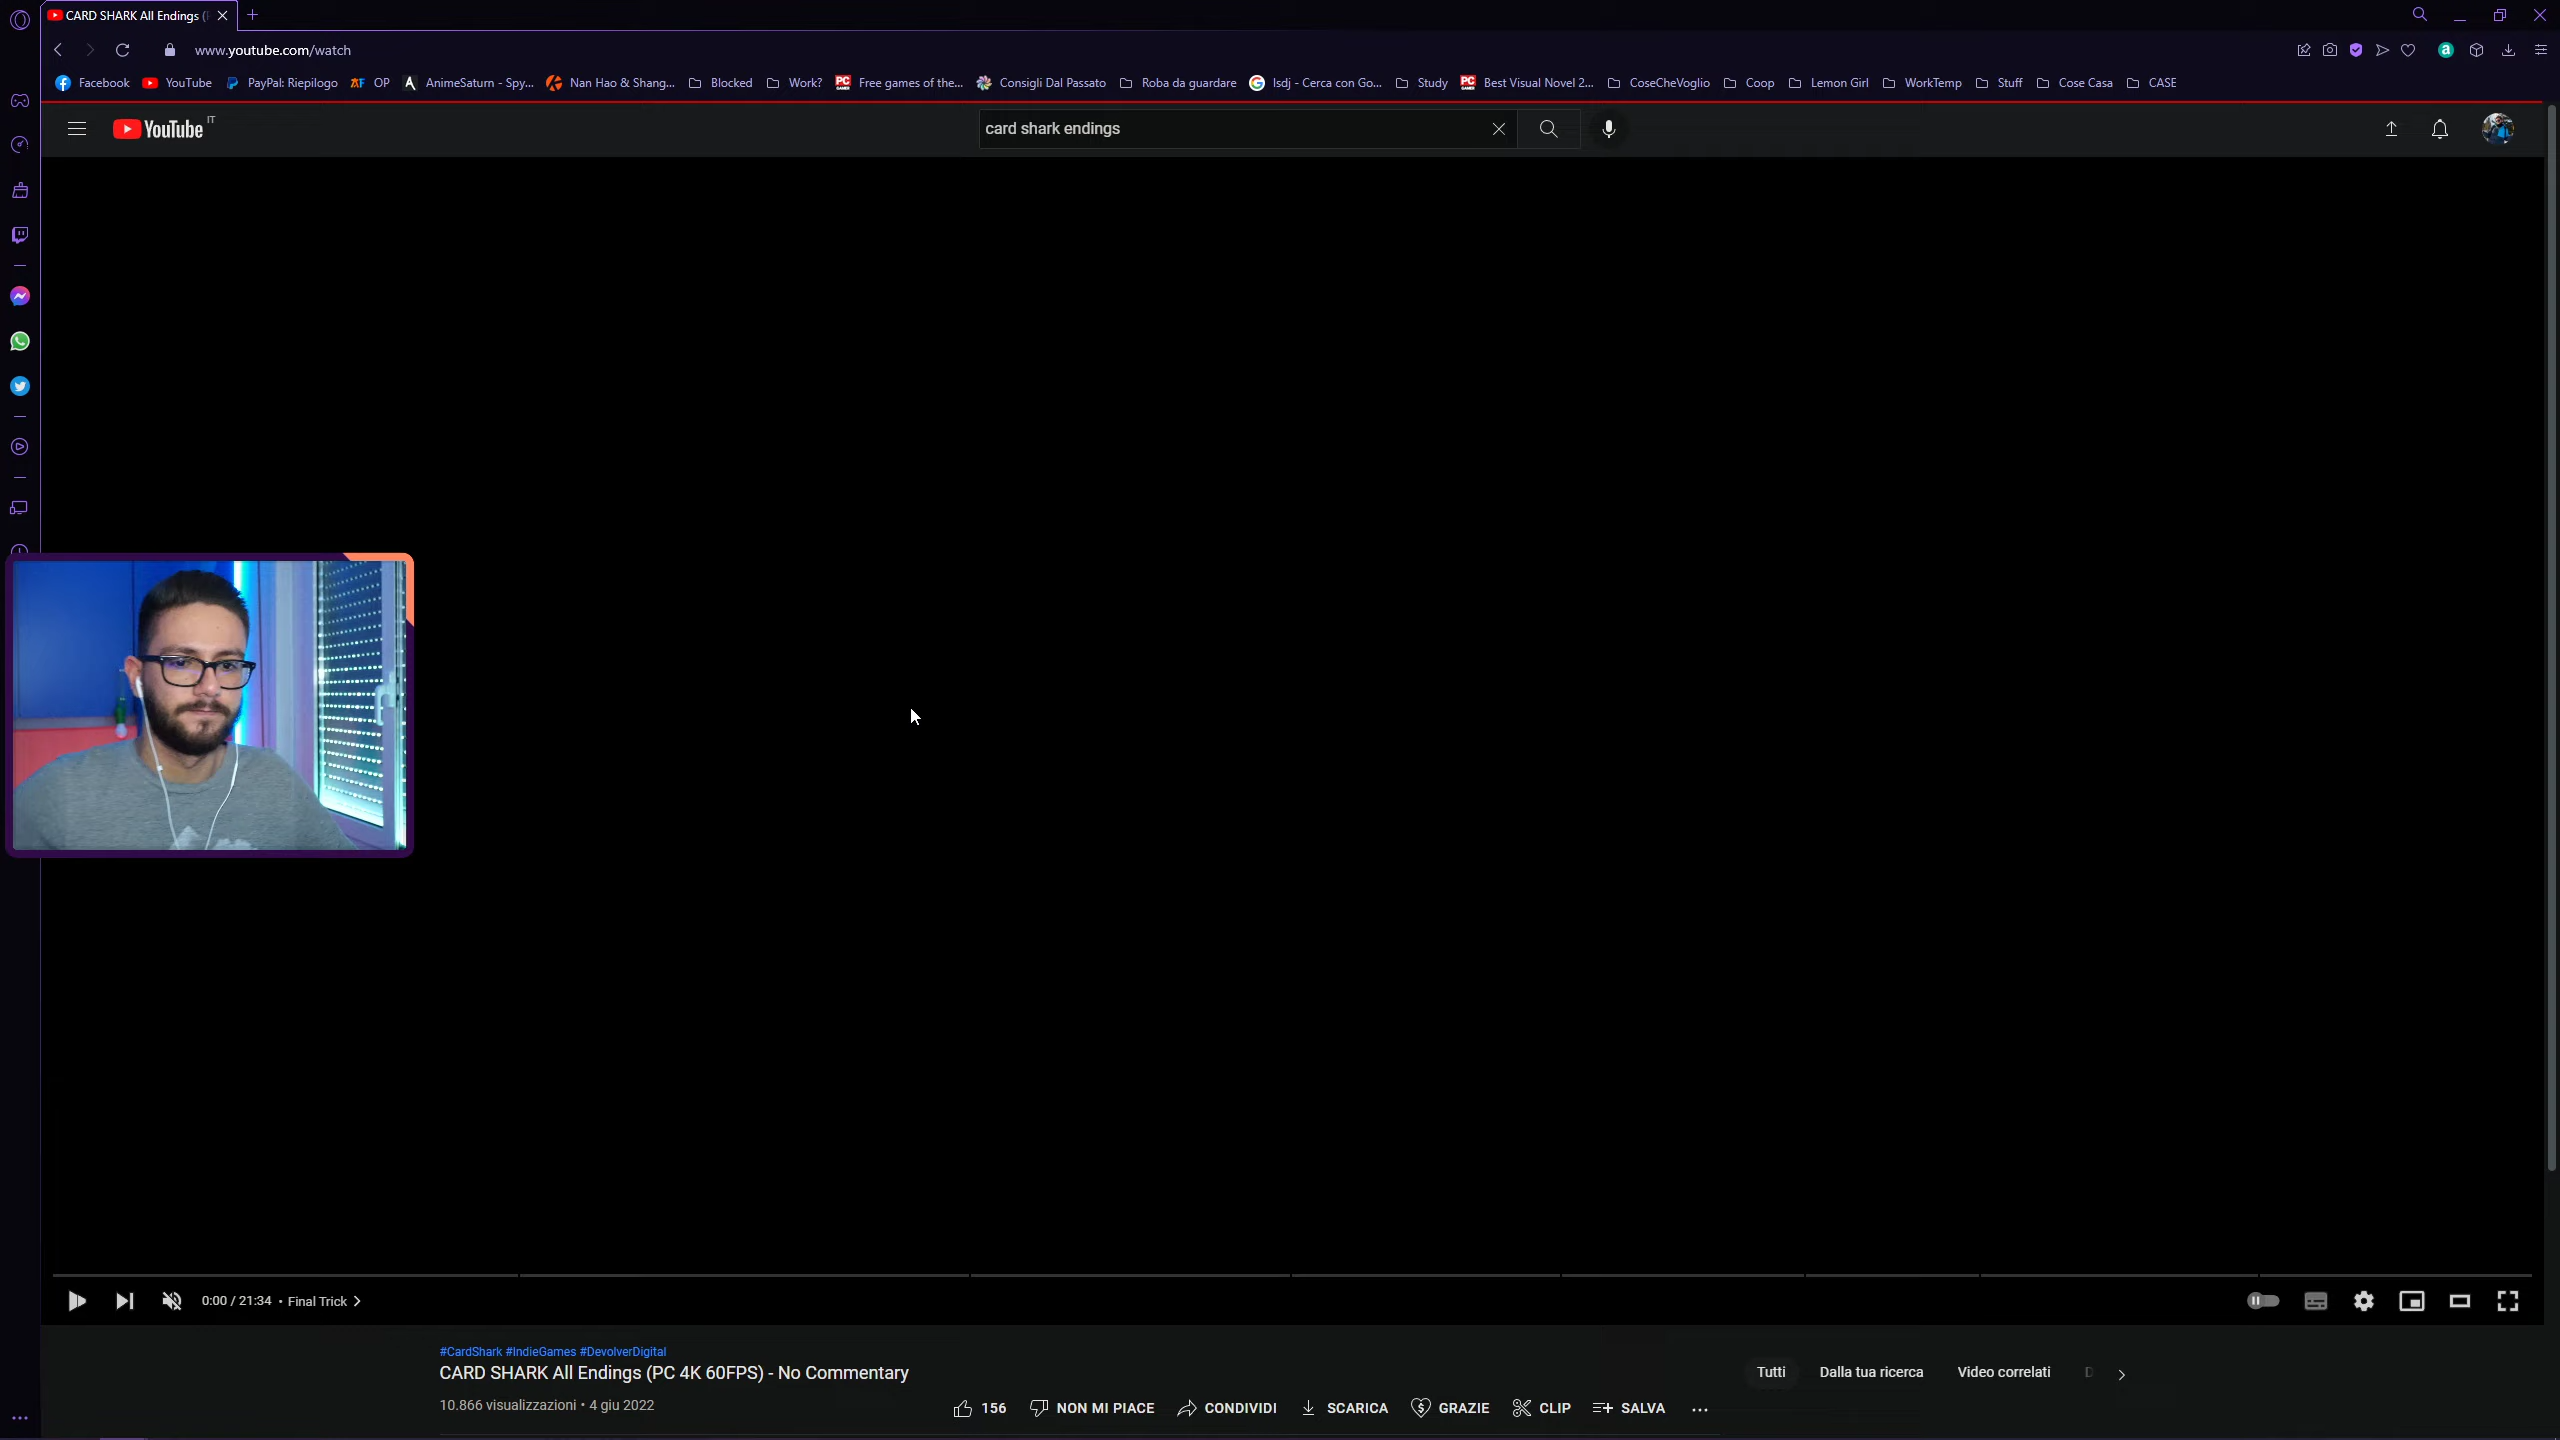 CARD SHARK All Endings (
www.youtube.com/watch
Facebook YouTube PayPal: Riepilogo OP AnimeSaturn - Spy... Nan Hao & Shang... Blocked Work? Free games of the... Consigli Dal Passato Roba da guardare lsdj - Cerca con Go... Study Best Visual Novel 2... CoseCheVoglio Coop Lemon Girl WorkTemp Stuff Cose Casa CASE
YouTube IT
card shark endings
0:00 / 21:34 • Final Trick
#CardShark #IndieGames #DevolverDigital
CARD SHARK All Endings (PC 4K 60FPS) - No Commentary
10.866 visualizzazioni • 4 giu 2022
156 NON MI PIACE CONDIVIDI SCARICA GRAZIE CLIP SALVA
Tutti Dalla tua ricerca Video correlati